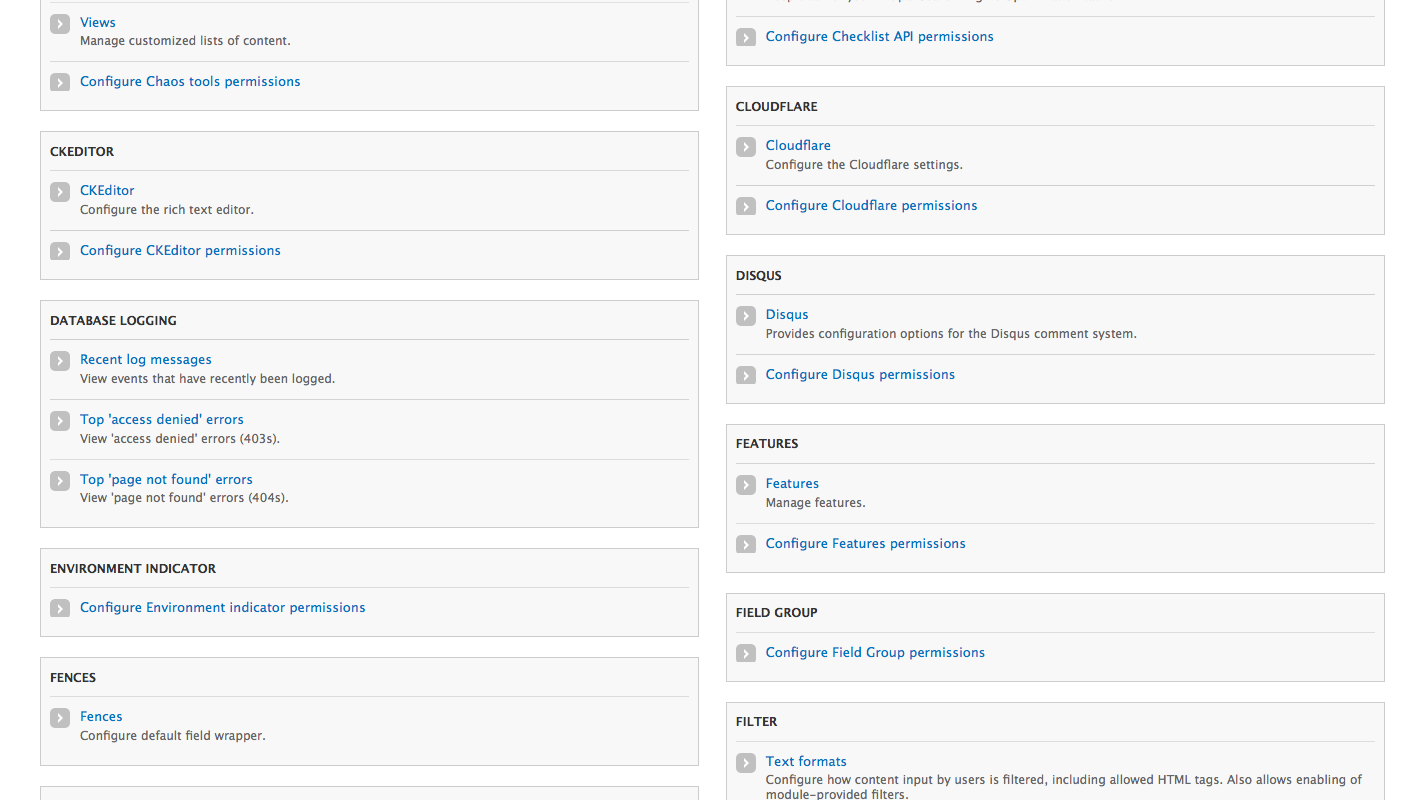 Views
Manage customized lists of content.
Configure Chaos tools permissions
CKEDITOR
CKEditor
Configure the rich text editor.
Configure CKEditor permissions
DATABASE LOGGING
Recent log messages
View events that have recently been logged.
Top 'access denied' errors
View 'access denied' errors (403s).
Top 'page not found' errors
View 'page not found' errors (404s).
ENVIRONMENT INDICATOR
Configure Environment indicator permissions
FENCES
Fences
Configure default field wrapper.
Configure Checklist API permissions
CLOUDFLARE
Cloudflare
Configure the Cloudflare settings.
Configure Cloudflare permissions
DISQUS
Disqus
Provides configuration options for the Disqus comment system.
Configure Disqus permissions
FEATURES
Features
Manage features.
Configure Features permissions
FIELD GROUP
Configure Field Group permissions
FILTER
Text formats
Configure how content input by users is filtered, including allowed HTML tags. Also allows enabling of
module-provided filters.